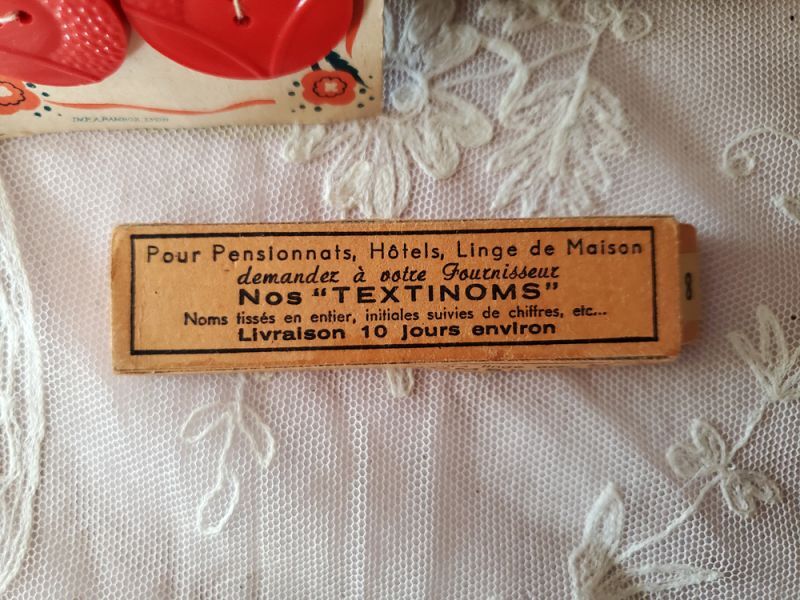 Pour Pensionnats, Hôtels, Linge de Maison
demandez à votre Fournisseur
Nos "TEXTINOMS"
Noms tissés en entier, initiales suivies de chiffres, etc...
Livraison 10 jours environ
8